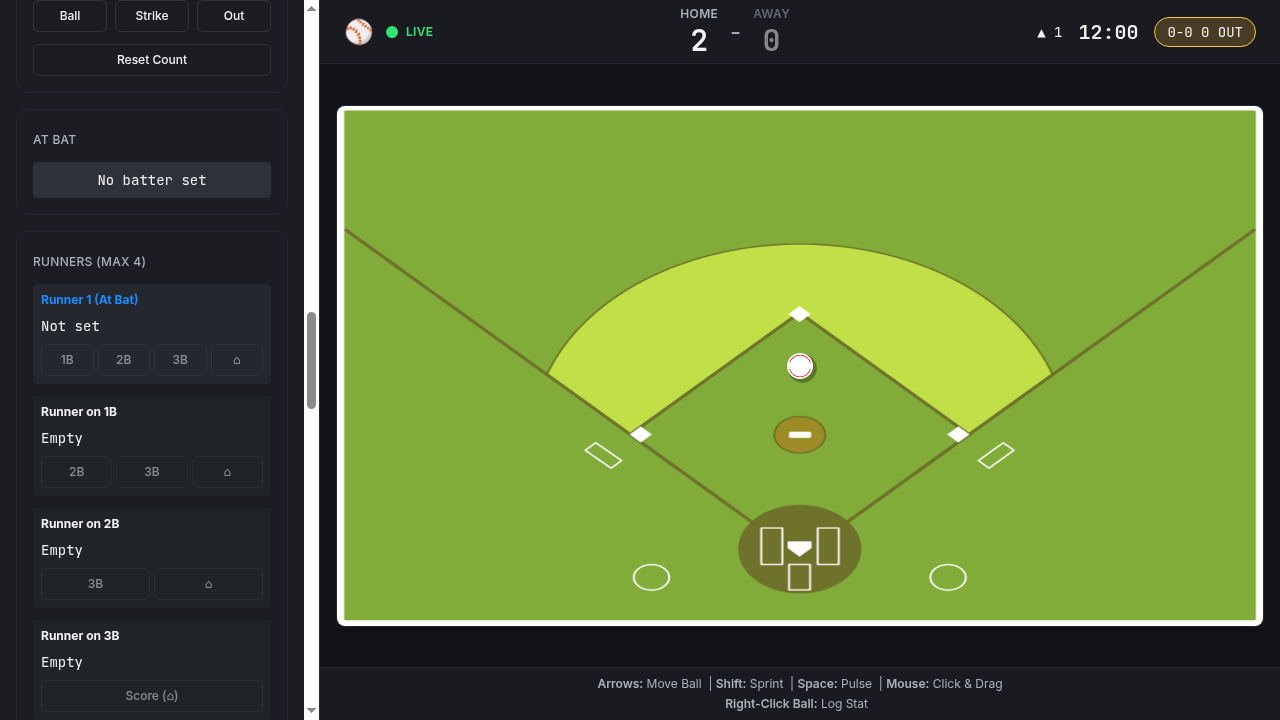 Ball Strike Out
Reset Count
AT BAT
No batter set
RUNNERS (MAX 4)
Runner 1 (At Bat)
Not set
1B 2B 3B ⌂
Runner on 1B
Empty
2B 3B ⌂
Runner on 2B
Empty
3B ⌂
Runner on 3B
Empty
Score (⌂)
LIVE
HOME
2
-
AWAY
0
▲ 1
12:00
0-0 0 OUT
Arrows: Move Ball | Shift: Sprint | Space: Pulse | Mouse: Click & Drag
Right-Click Ball: Log Stat